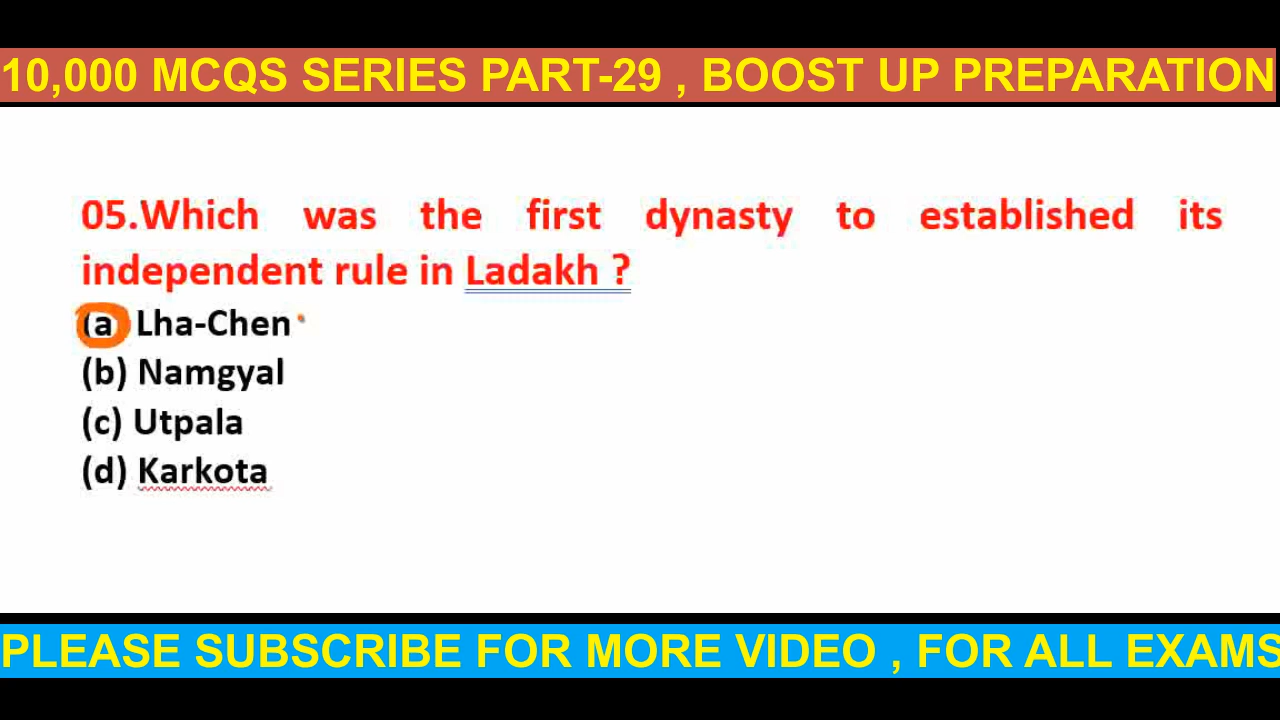 10,000 MCQS SERIES PART-29 , BOOST UP PREPARATION
05.Which was the first dynasty to established its
independent rule in Ladakh ?
(a) Lha-Chen
(b) Namgyal
(c) Utpala
(d) Karkota
PLEASE SUBSCRIBE FOR MORE VIDEO , FOR ALL EXAMS